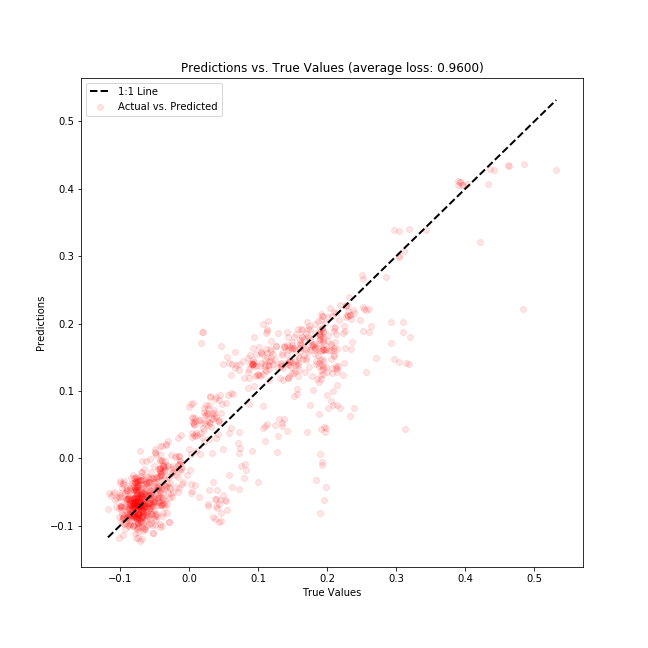 Predictions vs. True Values (average loss: 0.9600)
1:1 Line
Actual vs. Predicted
0.5
0.4
0.3
0.2
0.1
0.0
−0.1
Predictions
−0.1 0.0 0.1 0.2 0.3 0.4 0.5
True Values